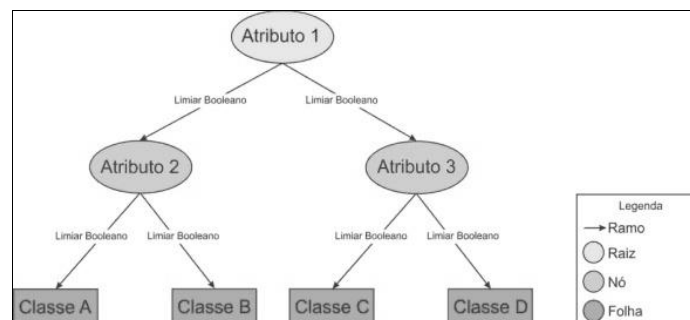 Atributo 1
Limiar Booleano Limiar Booleano
Atributo 2 Atributo 3
Limiar Booleano Limiar Booleano Limiar Booleano Limiar Booleano
Classe A Classe B Classe C Classe D
Legenda
Ramo
Raiz
Nó
Folha